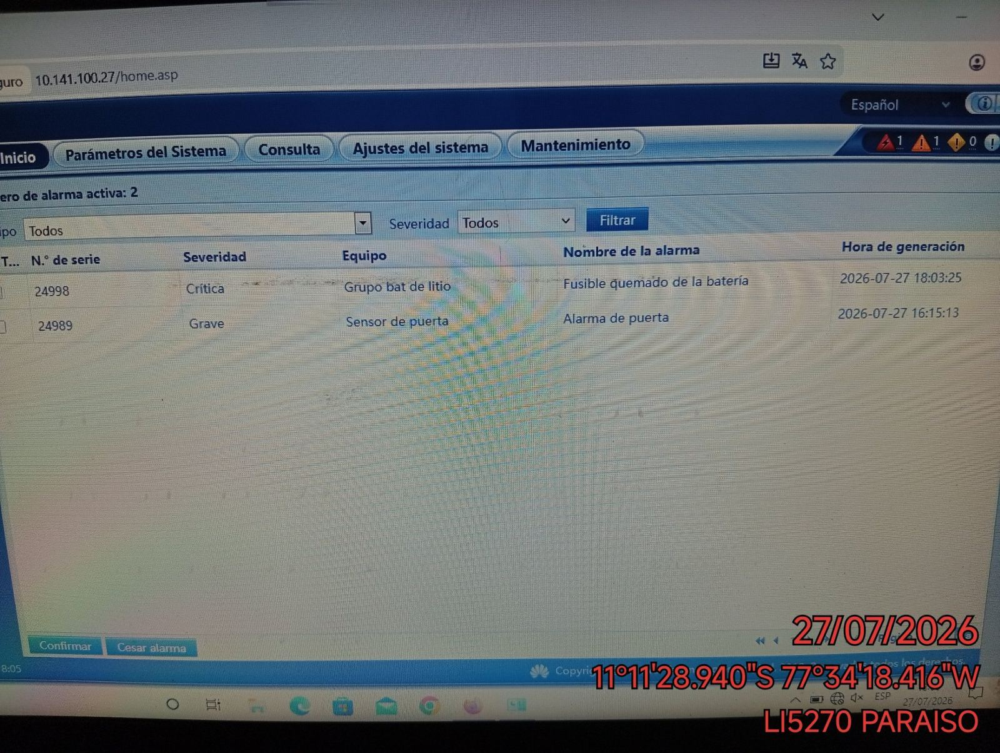 guro 10.141.100.27/home.asp
Español
Inicio Parámetros del Sistema Consulta Ajustes del sistema Mantenimiento 1 1 0
ero de alarma activa: 2
ipo Todos Severidad Todos Filtrar
T... N.° de serie Severidad Equipo Nombre de la alarma Hora de generación
24998 Crítica Grupo bat de litio Fusible quemado de la batería 2026-07-27 18:03:25
24989 Grave Sensor de puerta Alarma de puerta 2026-07-27 16:15:13
Confirmar Cesar alarma
27/07/2026
8:05 los derechos.
11°11'28.940"S 77°34'18.416"W
ESP
27/07/2026
LI5270 PARAISO